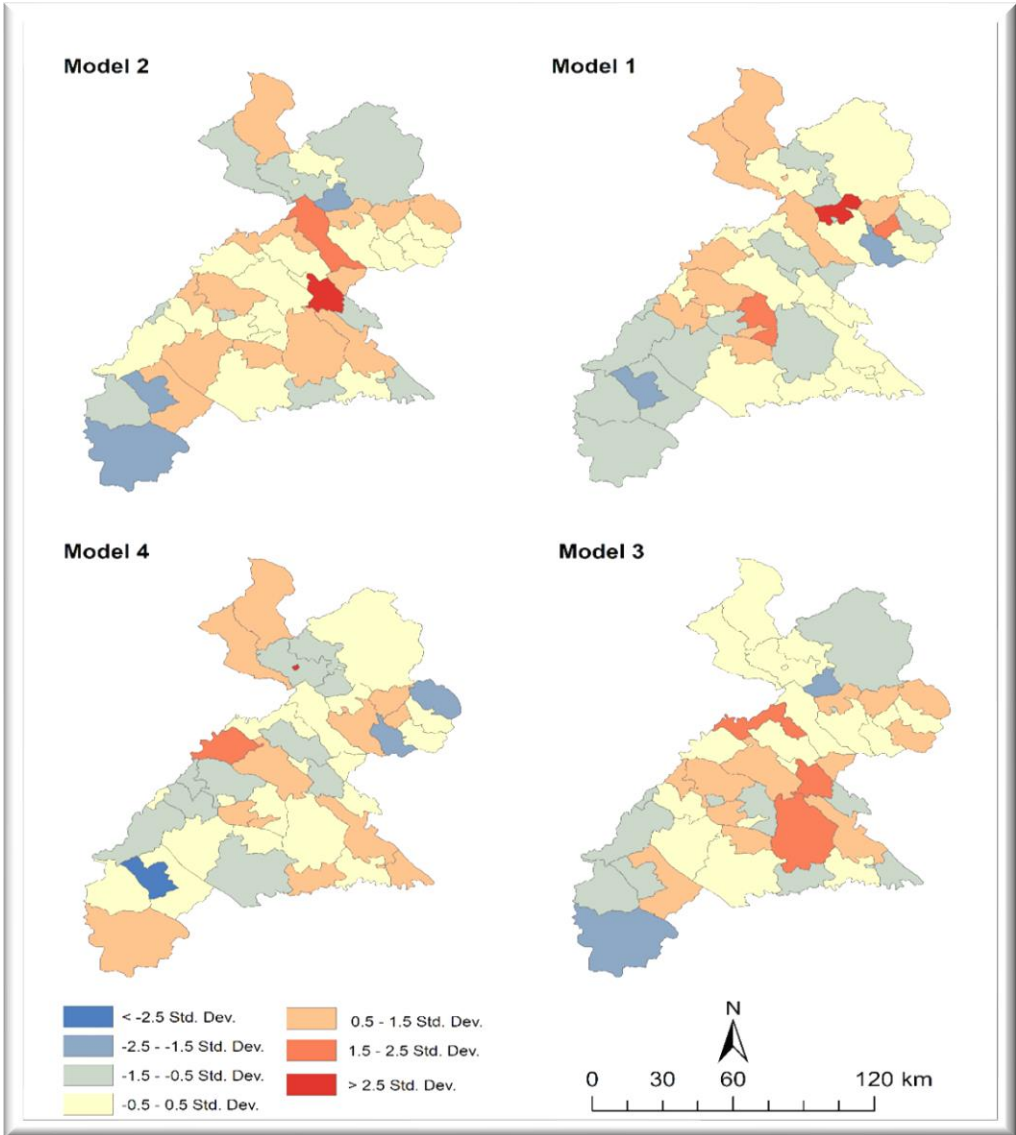 Model 2
Model 1
Model 4
Model 3
< -2.5 Std. Dev.
-2.5 - -1.5 Std. Dev.
-1.5 - -0.5 Std. Dev.
-0.5 - 0.5 Std. Dev.
0.5 - 1.5 Std. Dev.
1.5 - 2.5 Std. Dev.
> 2.5 Std. Dev.
N
0 30 60 120 km